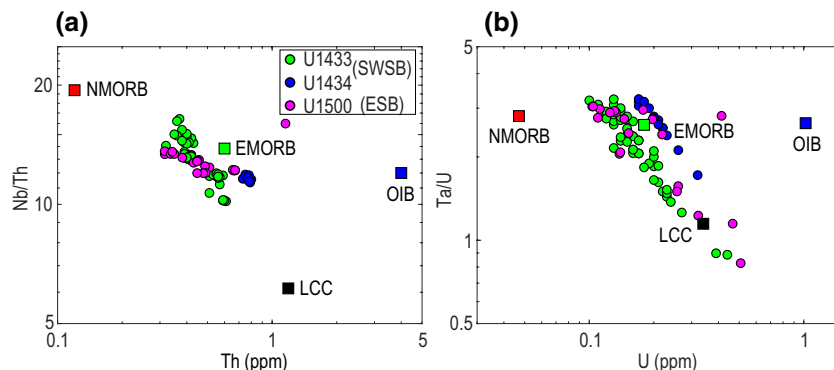 (a)
Nb/Th
20
10
5
NMORB
EMORB
OIB
LCC
U1433
(SWSB)
U1434
U1500 (ESB)
0.1
1
5
Th (ppm)
(b)
Ta/U
5
1
0.5
NMORB
EMORB
OIB
LCC
0.1
1
U (ppm)